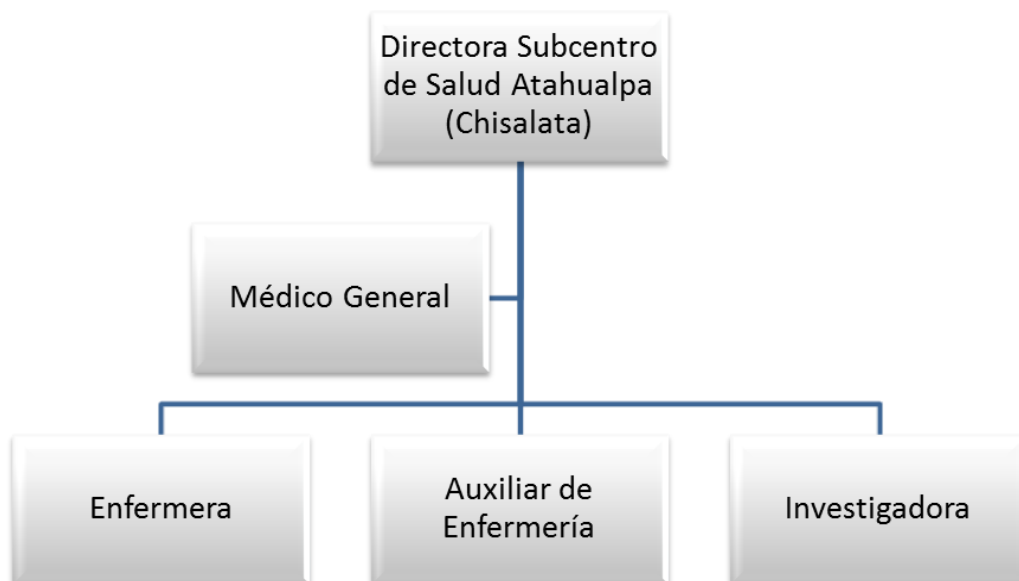 Directora Subcentro
de Salud Atahualpa
(Chisalata)
Médico General
Enfermera
Auxiliar de
Enfermería
Investigadora